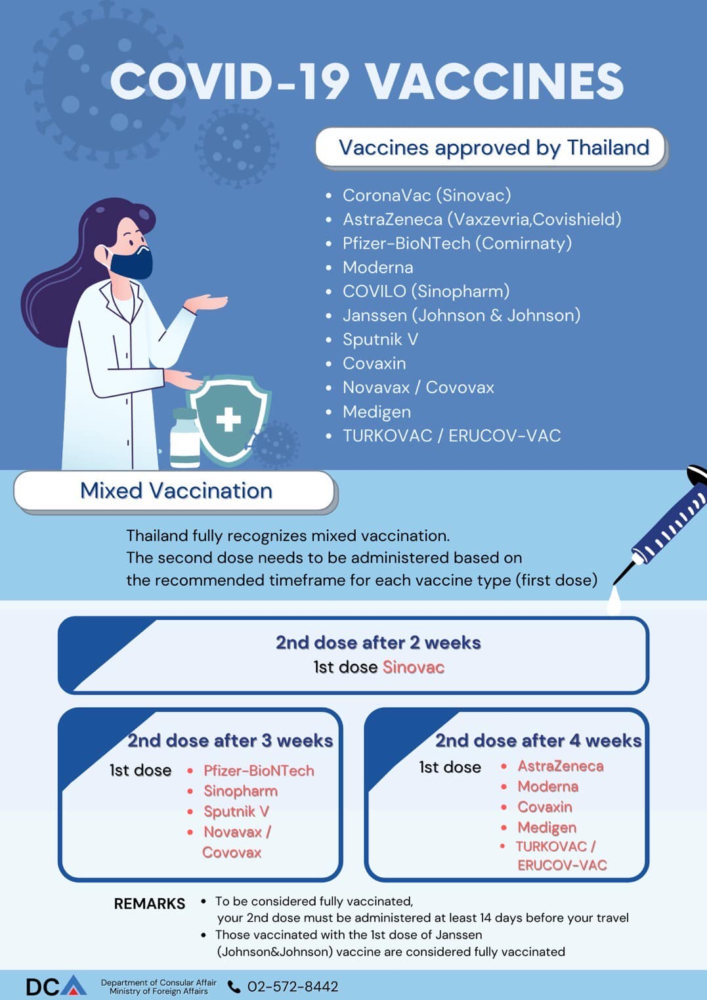 COVID-19 VACCINES
Vaccines approved by Thailand
• CoronaVac (Sinovac)
• AstraZeneca (Vaxzevria,Covishield)
• Pfizer-BioNTech (Comirnaty)
• Moderna
• COVILO (Sinopharm)
• Janssen (Johnson & Johnson)
• Sputnik V
• Covaxin
• Novavax / Covovax
• Medigen
• TURKOVAC / ERUCOV-VAC
Mixed Vaccination
Thailand fully recognizes mixed vaccination.
The second dose needs to be administered based on
the recommended timeframe for each vaccine type (first dose)
2nd dose after 2 weeks
1st dose Sinovac
2nd dose after 3 weeks
1st dose • Pfizer-BioNTech
• Sinopharm
• Sputnik V
• Novavax /
Covovax
2nd dose after 4 weeks
1st dose • AstraZeneca
• Moderna
• Covaxin
• Medigen
• TURKOVAC /
ERUCOV-VAC
REMARKS • To be considered fully vaccinated,
your 2nd dose must be administered at least 14 days before your travel
• Those vaccinated with the 1st dose of Janssen
(Johnson&Johnson) vaccine are considered fully vaccinated
DCA
Department of Consular Affair
Ministry of Foreign Affairs
02-572-8442